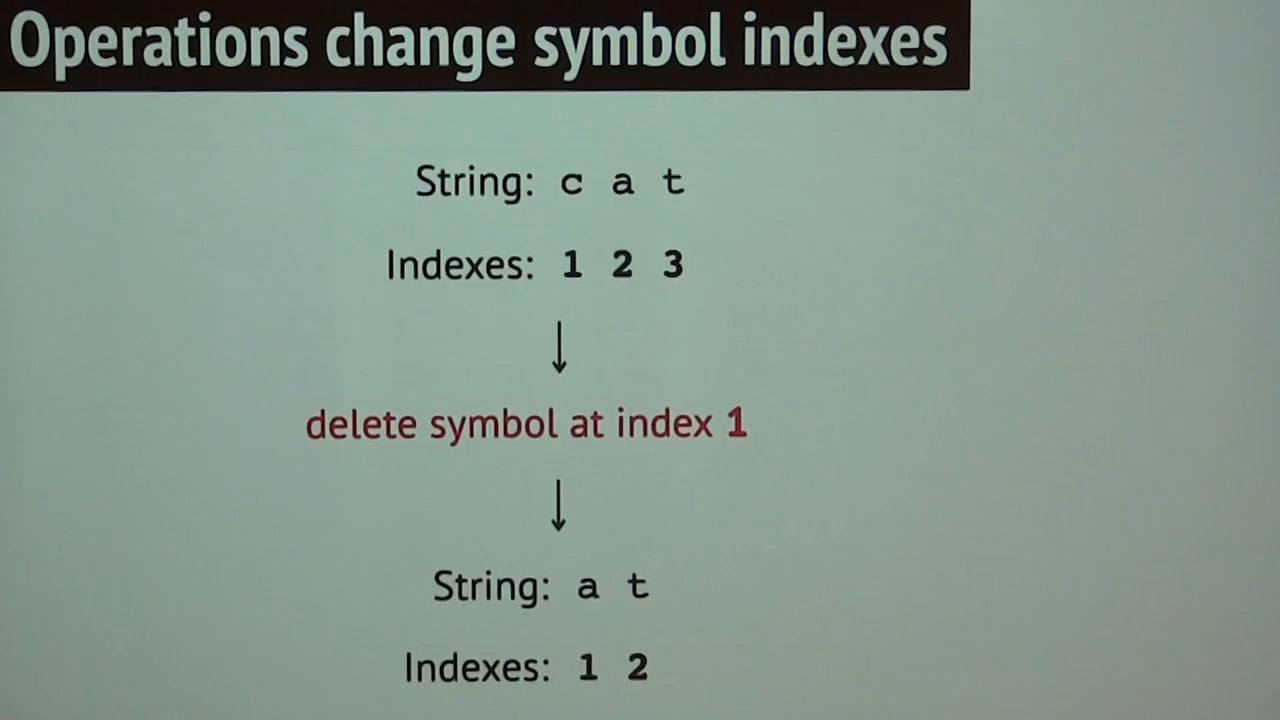 Operations change symbol indexes
String: c a t
Indexes: 1 2 3
↓
delete symbol at index 1
↓
String: a t
Indexes: 1 2